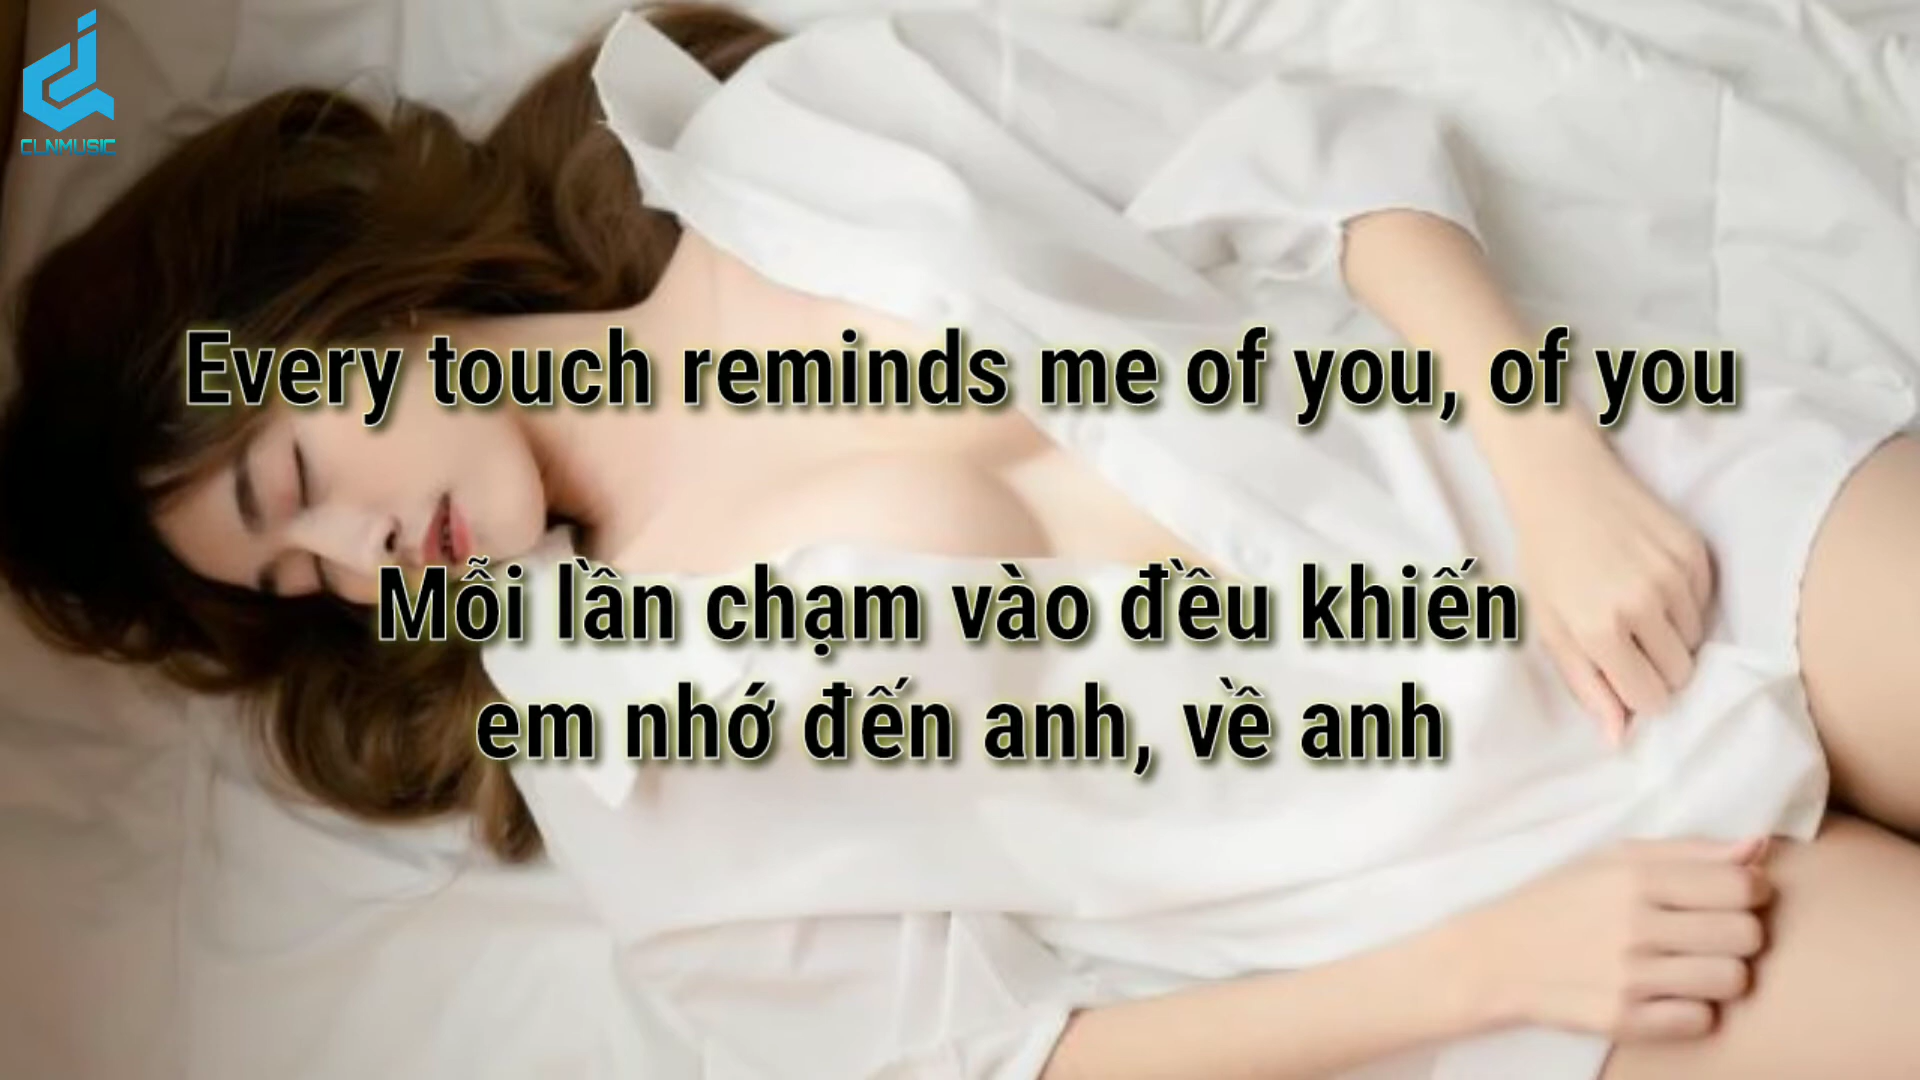 CLNMUSIC
Every touch reminds me of you, of you
Mỗi lần chạm vào đều khiến
em nhớ đến anh, về anh